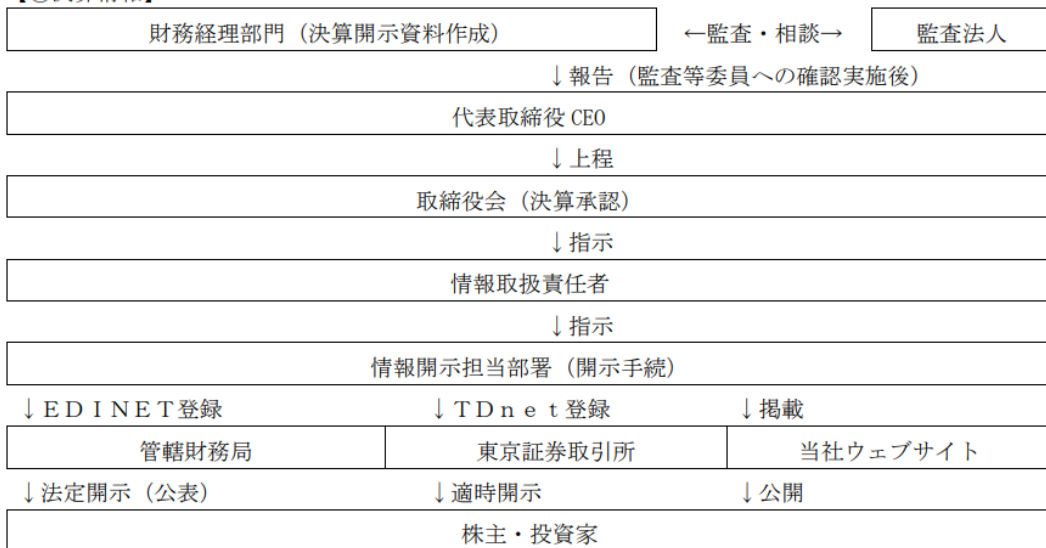 財務経理部門（決算開示資料作成） ←監査・相談→ 監査法人
↓報告（監査等委員への確認実施後）
代表取締役 CEO
↓上程
取締役会（決算承認）
↓指示
情報取扱責任者
↓指示
情報開示担当部署（開示手続）
↓ＥＤＩＮＥＴ登録 ↓ＴＤｎｅｔ登録 ↓掲載
管轄財務局 東京証券取引所 当社ウェブサイト
↓法定開示（公表） ↓適時開示 ↓公開
株主・投資家